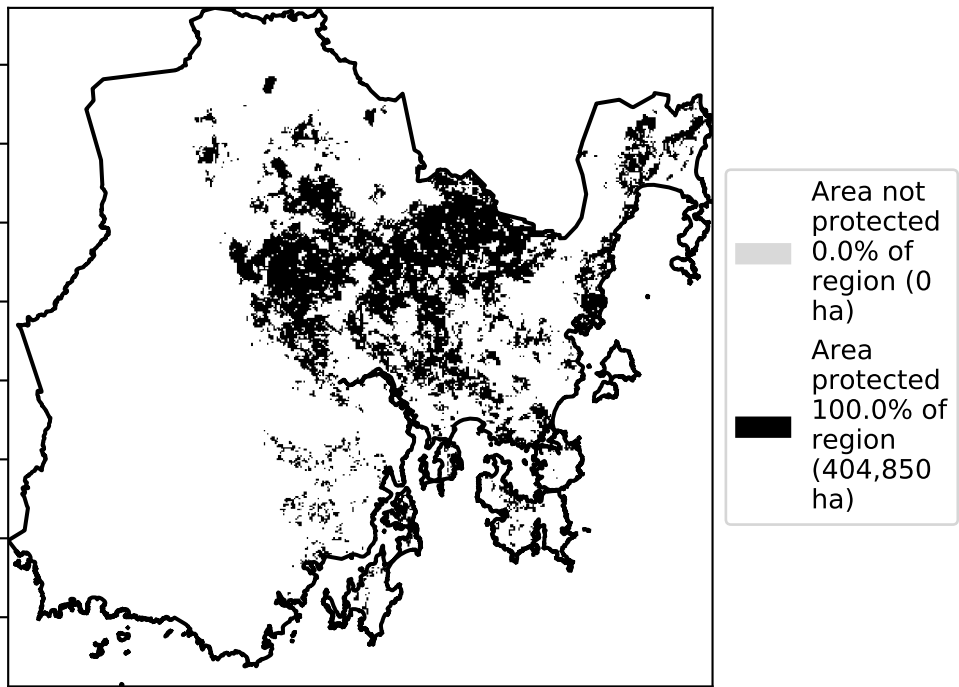 Area not
protected
0.0% of
region (0
ha)
Area
protected
100.0% of
region
(404,850
ha)